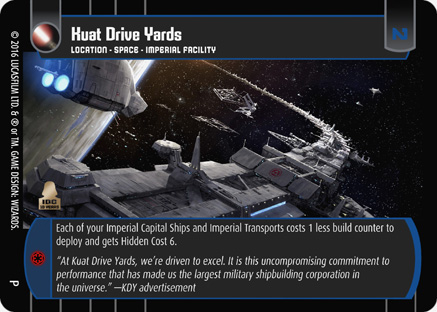 Kuat Drive Yards
LOCATION - SPACE - IMPERIAL FACILITY
2
© 2016 LUCASFILM LTD. & ® or TM. GAME DESIGN: WIZARDS.
IDC
Each of your Imperial Capital Ships and Imperial Transports costs 1 less build counter to
deploy and gets Hidden Cost 6.
"At Kuat Drive Yards, we're driven to excel. It is this uncompromising commitment to
performance that has made us the largest military shipbuilding corporation in
the universe." —KDY advertisement
P